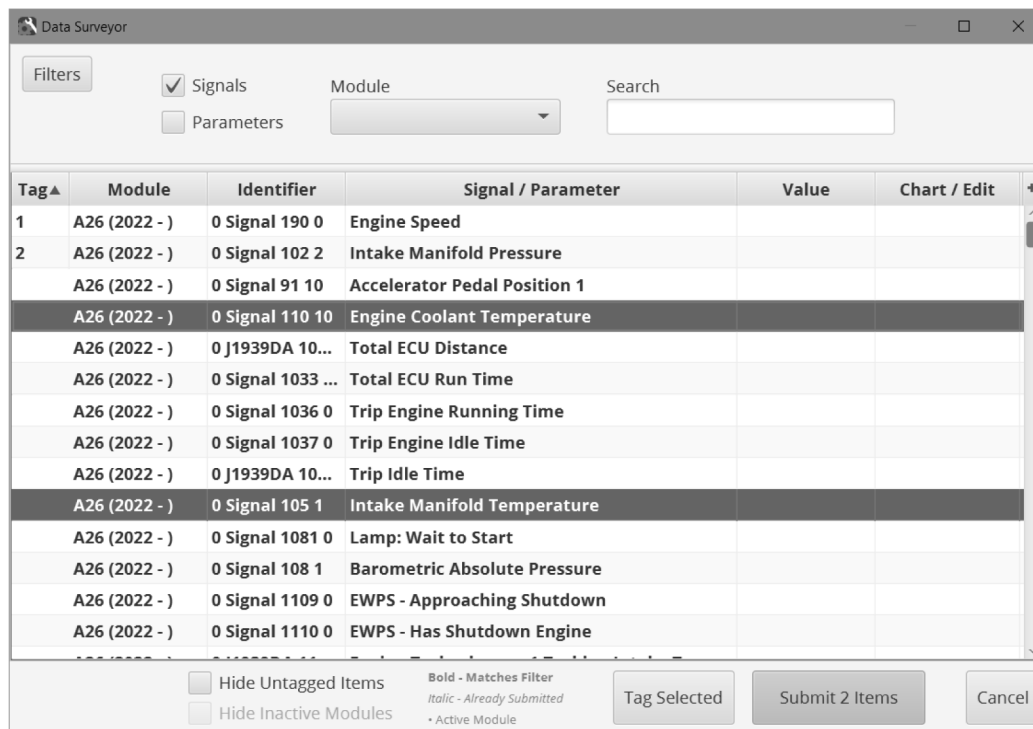 Data Surveyor
Filters
Signals
Parameters
Module
Search
Tag▲ Module Identifier Signal / Parameter Value Chart / Edit +
1 A26 (2022 - ) 0 Signal 190 0 Engine Speed
2 A26 (2022 - ) 0 Signal 102 2 Intake Manifold Pressure
A26 (2022 - ) 0 Signal 91 10 Accelerator Pedal Position 1
A26 (2022 - ) 0 Signal 110 10 Engine Coolant Temperature
A26 (2022 - ) 0 J1939DA 10... Total ECU Distance
A26 (2022 - ) 0 Signal 1033 ... Total ECU Run Time
A26 (2022 - ) 0 Signal 1036 0 Trip Engine Running Time
A26 (2022 - ) 0 Signal 1037 0 Trip Engine Idle Time
A26 (2022 - ) 0 J1939DA 10... Trip Idle Time
A26 (2022 - ) 0 Signal 105 1 Intake Manifold Temperature
A26 (2022 - ) 0 Signal 1081 0 Lamp: Wait to Start
A26 (2022 - ) 0 Signal 108 1 Barometric Absolute Pressure
A26 (2022 - ) 0 Signal 1109 0 EWPS - Approaching Shutdown
A26 (2022 - ) 0 Signal 1110 0 EWPS - Has Shutdown Engine
Hide Untagged Items
Hide Inactive Modules
Bold - Matches Filter
Italic - Already Submitted
• Active Module
Tag Selected
Submit 2 Items
Cancel